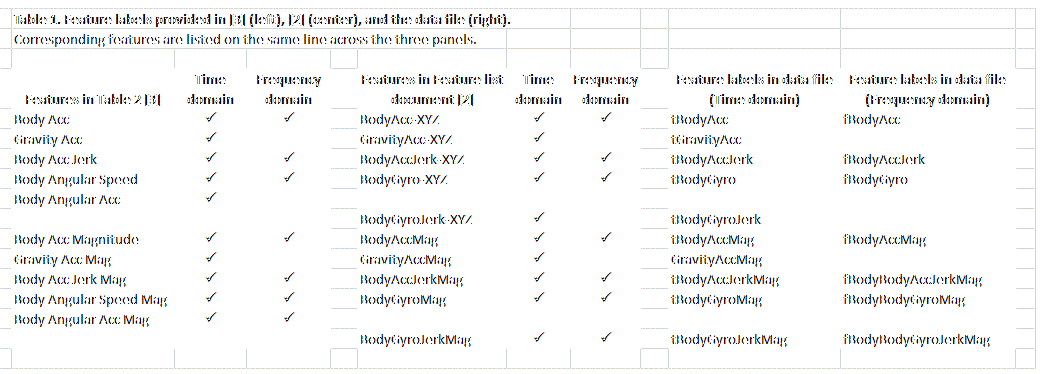 Table 1. Feature labels provided in [3] (left), [2] (center), and the data file (right).
Corresponding features are listed on the same line across the three panels.
Features in Table 2 [3] Time domain Frequency domain Features in Feature list document [2] Time domain Frequency domain Feature labels in data file (Time domain) Feature labels in data file (Frequency domain)
Body Acc ✓ ✓ BodyAcc-XYZ ✓ ✓ tBodyAcc fBodyAcc
Gravity Acc ✓ GravityAcc-XYZ ✓ tGravityAcc
Body Acc Jerk ✓ ✓ BodyAccJerk-XYZ ✓ ✓ tBodyAccJerk fBodyAccJerk
Body Angular Speed ✓ ✓ BodyGyro-XYZ ✓ ✓ tBodyGyro fBodyGyro
Body Angular Acc ✓
BodyGyroJerk-XYZ ✓ tBodyGyroJerk
Body Acc Magnitude ✓ ✓ BodyAccMag ✓ ✓ tBodyAccMag fBodyAccMag
Gravity Acc Mag ✓ GravityAccMag ✓ GravityAccMag
Body Acc Jerk Mag ✓ ✓ BodyAccJerkMag ✓ ✓ tBodyAccJerkMag fBodyBodyAccJerkMag
Body Angular Speed Mag ✓ ✓ BodyGyroMag ✓ ✓ tBodyGyroMag fBodyBodyGyroMag
Body Angular Acc Mag ✓ ✓
BodyGyroJerkMag ✓ ✓ tBodyGyroJerkMag fBodyBodyGyroJerkMag